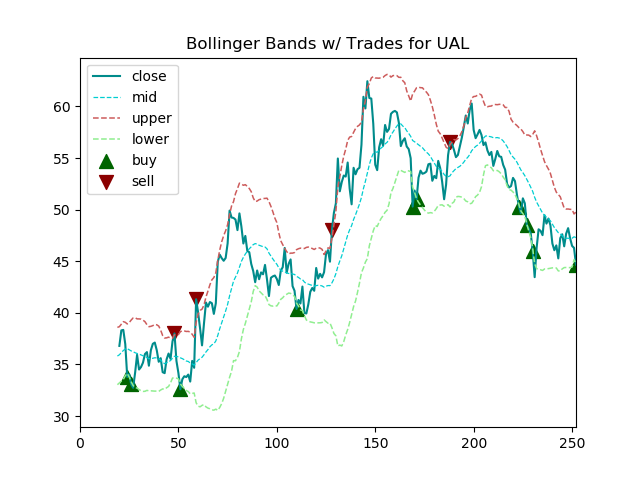 Bollinger Bands w/ Trades for UAL
close
mid
upper
lower
buy
sell
60
55
50
45
40
35
30
0 50 100 150 200 250